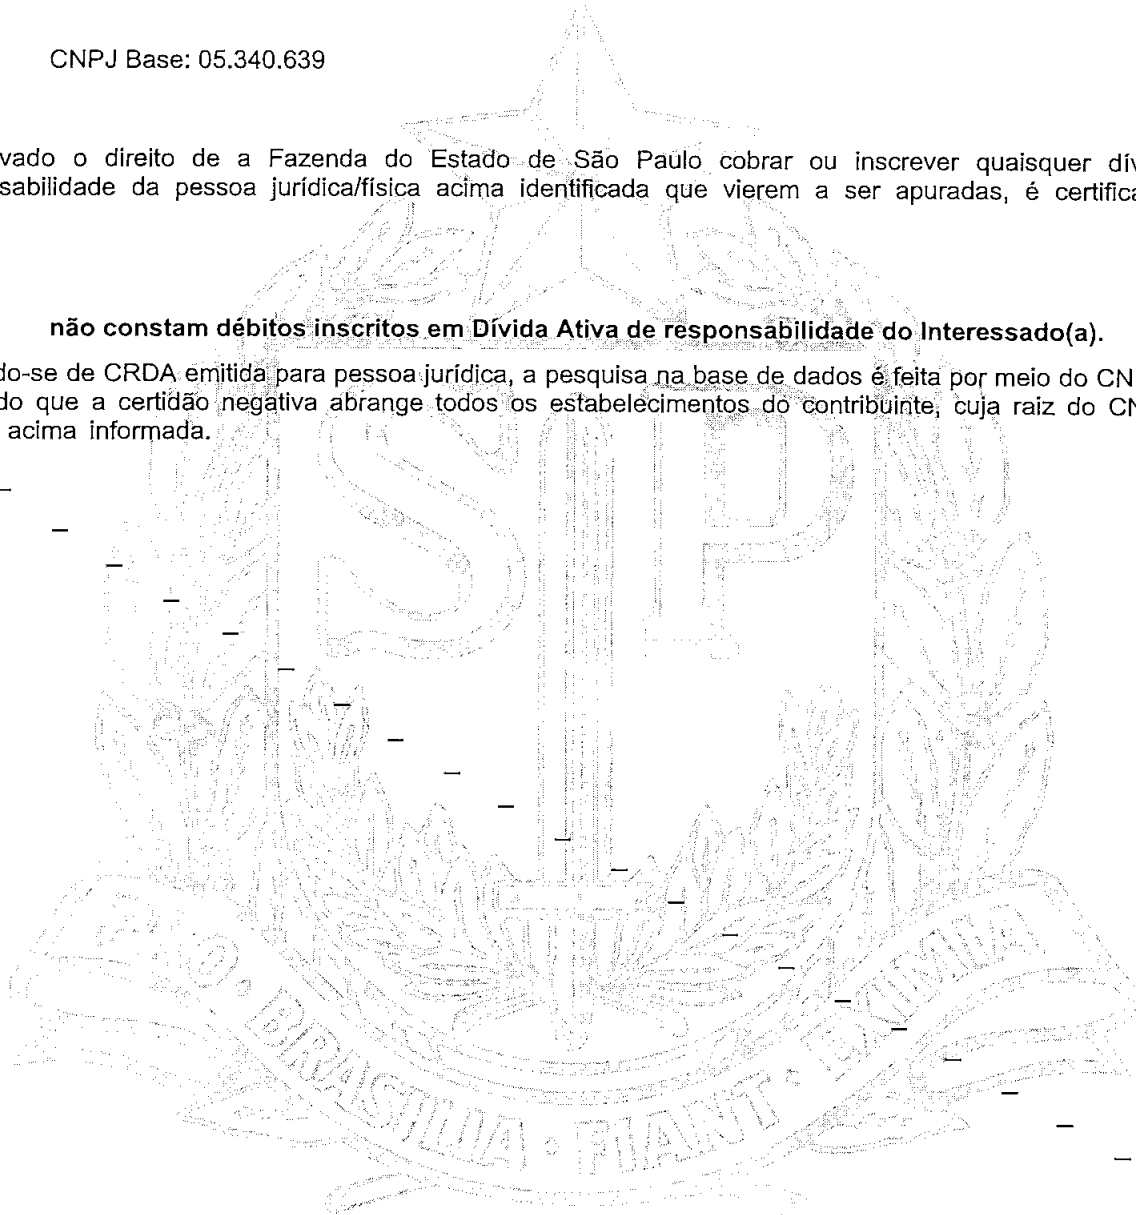 CNPJ Base: 05.340.639
vado o direito de a Fazenda do Estado de São Paulo cobrar ou inscrever quaisquer dív
sabilidade da pessoa jurídica/física acima identificada que vierem a ser apuradas, é certifica
não constam débitos inscritos em Dívida Ativa de responsabilidade do Interessado(a).
do-se de CRDA emitida para pessoa jurídica, a pesquisa na base de dados é feita por meio do CN
do que a certidão negativa abrange todos os estabelecimentos do contribuinte, cuja raiz do CN
acima informada.
SP
BRASILIA · FIANT · EXIMIA